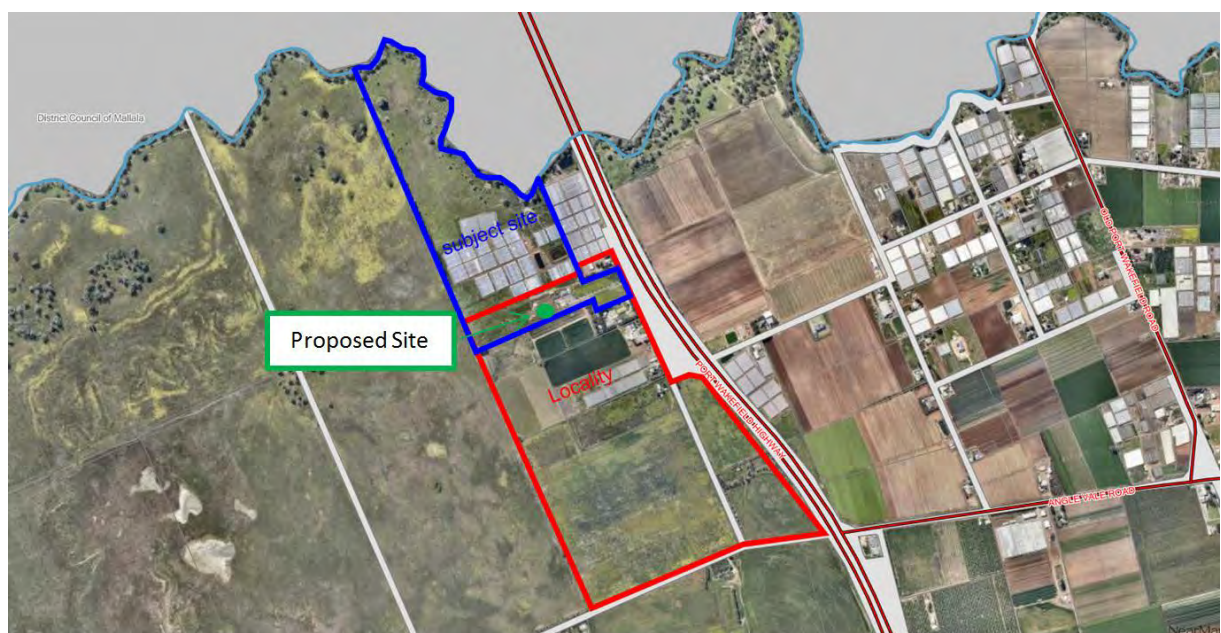 District Council of Mallala
subject site
Proposed Site
Locality
PORT WAKEFIELD HIGHWAY
OLD PORT WAKEFIELD ROAD
ANGLE VALE ROAD